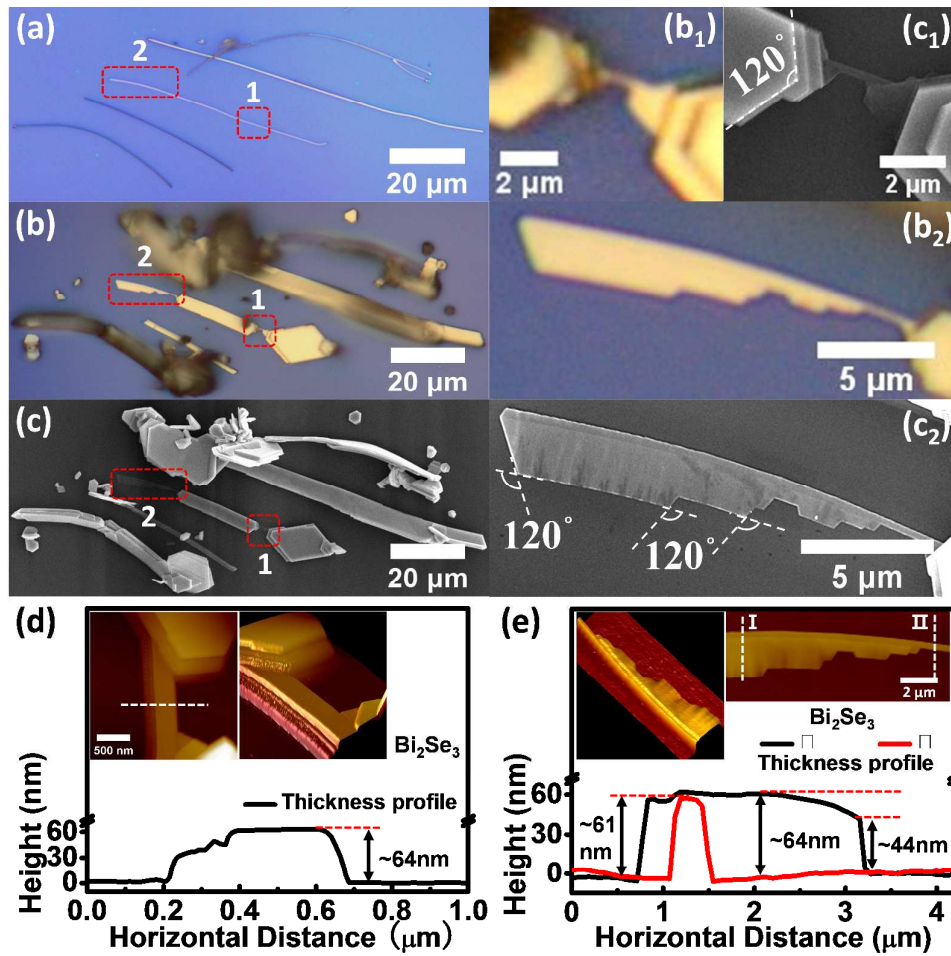 (a)
2
1
20 μm
(b₁)
2 μm
(c₁)
120°
2 μm
(b)
2
1
20 μm
(b₂)
5 μm
(c)
2
1
20 μm
(c₂)
120°
120°
5 μm
(d)
500 nm
Bi₂Se₃
Thickness profile
~64nm
Height (nm)
60
30
0
0.0 0.2 0.4 0.6 0.8 1.0
Horizontal Distance (μm)
(e)
I II
2 μm
Bi₂Se₃
Π Π
Thickness profile
~61
nm
~64nm
~44nm
Height (nm)
60
30
0
0 1 2 3 4
Horizontal Distance (μm)